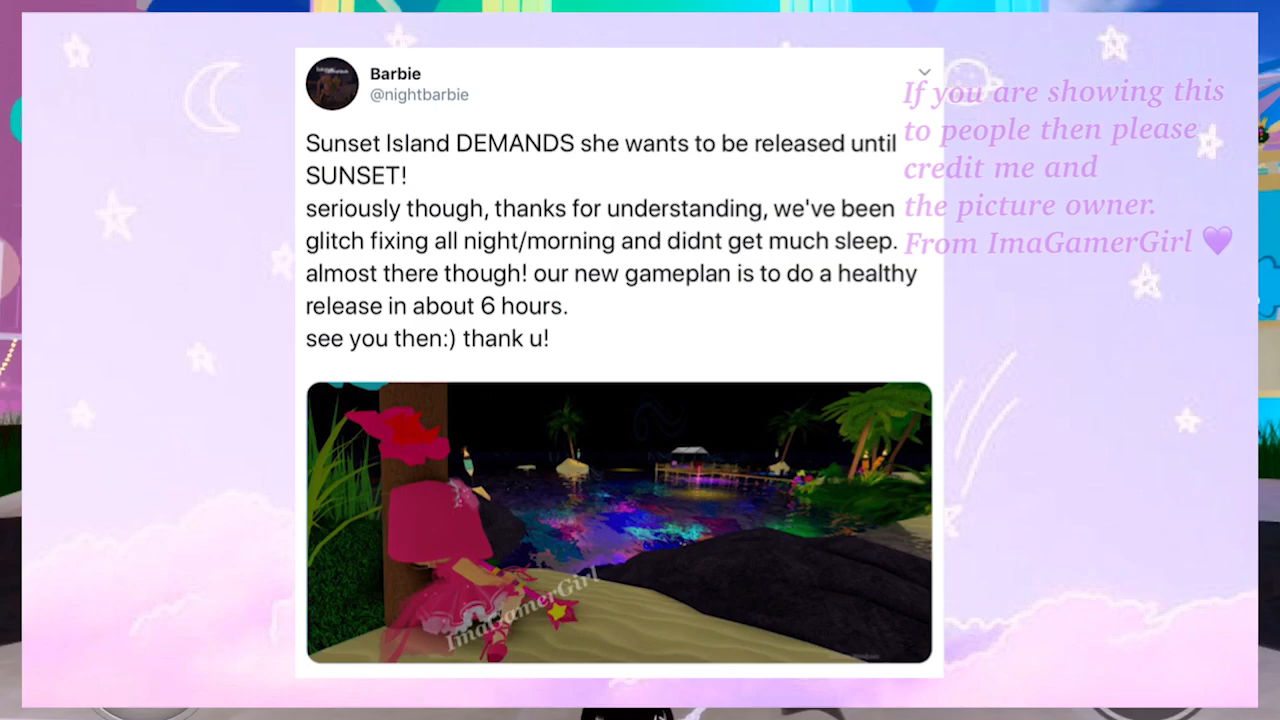 Barbie
@nightbarbie
Sunset Island DEMANDS she wants to be released until
SUNSET!
seriously though, thanks for understanding, we've been
glitch fixing all night/morning and didnt get much sleep.
almost there though! our new gameplan is to do a healthy
release in about 6 hours.
see you then:) thank u!
If you are showing this
to people then please
credit me and
the picture owner.
From ImaGamerGirl 💜
ImaGamerGirl